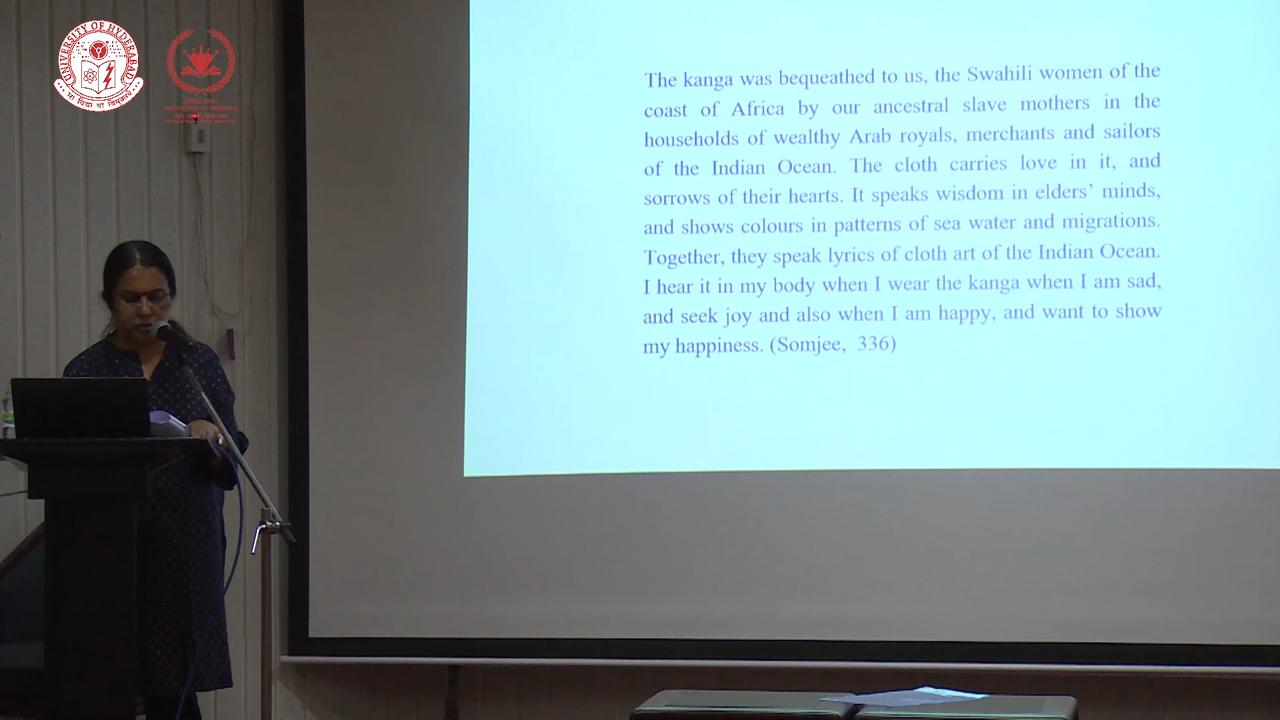 UNIVERSITY OF HYDERABAD
The kanga was bequeathed to us, the Swahili women of the
coast of Africa by our ancestral slave mothers in the
households of wealthy Arab royals, merchants and sailors
of the Indian Ocean. The cloth carries love in it, and
sorrows of their hearts. It speaks wisdom in elders’ minds,
and shows colours in patterns of sea water and migrations.
Together, they speak lyrics of cloth art of the Indian Ocean.
I hear it in my body when I wear the kanga when I am sad,
and seek joy and also when I am happy, and want to show
my happiness. (Somjee, 336)